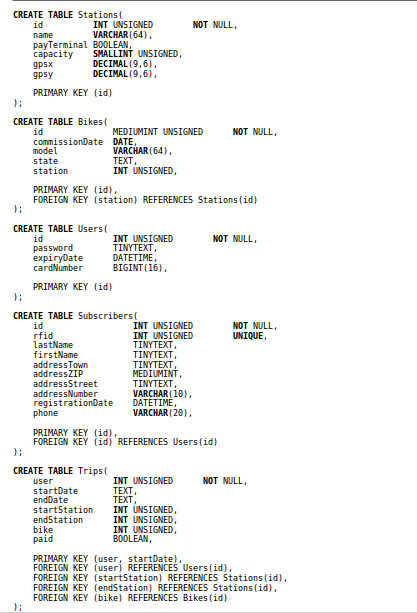 CREATE TABLE Stations(
id INT UNSIGNED NOT NULL,
name VARCHAR(64),
payTerminal BOOLEAN,
capacity SMALLINT UNSIGNED,
gpsx DECIMAL(9,6),
gpsy DECIMAL(9,6),
PRIMARY KEY (id)
);
CREATE TABLE Bikes(
id MEDIUMINT UNSIGNED NOT NULL,
commissionDate DATE,
model VARCHAR(64),
state TEXT,
station INT UNSIGNED,
PRIMARY KEY (id),
FOREIGN KEY (station) REFERENCES Stations(id)
);
CREATE TABLE Users(
id INT UNSIGNED NOT NULL,
password TINYTEXT,
expiryDate DATETIME,
cardNumber BIGINT(16),
PRIMARY KEY (id)
);
CREATE TABLE Subscribers(
id INT UNSIGNED NOT NULL,
rfid INT UNSIGNED UNIQUE,
lastName TINYTEXT,
firstName TINYTEXT,
addressTown TINYTEXT,
addressZIP MEDIUMINT,
addressStreet TINYTEXT,
addressNumber VARCHAR(10),
registrationDate DATETIME,
phone VARCHAR(20),
PRIMARY KEY (id),
FOREIGN KEY (id) REFERENCES Users(id)
);
CREATE TABLE Trips(
user INT UNSIGNED NOT NULL,
startDate TEXT,
endDate TEXT,
startStation INT UNSIGNED,
endStation INT UNSIGNED,
bike INT UNSIGNED,
paid BOOLEAN,
PRIMARY KEY (user, startDate),
FOREIGN KEY (user) REFERENCES Users(id),
FOREIGN KEY (startStation) REFERENCES Stations(id),
FOREIGN KEY (endStation) REFERENCES Stations(id),
FOREIGN KEY (bike) REFERENCES Bikes(id)
);